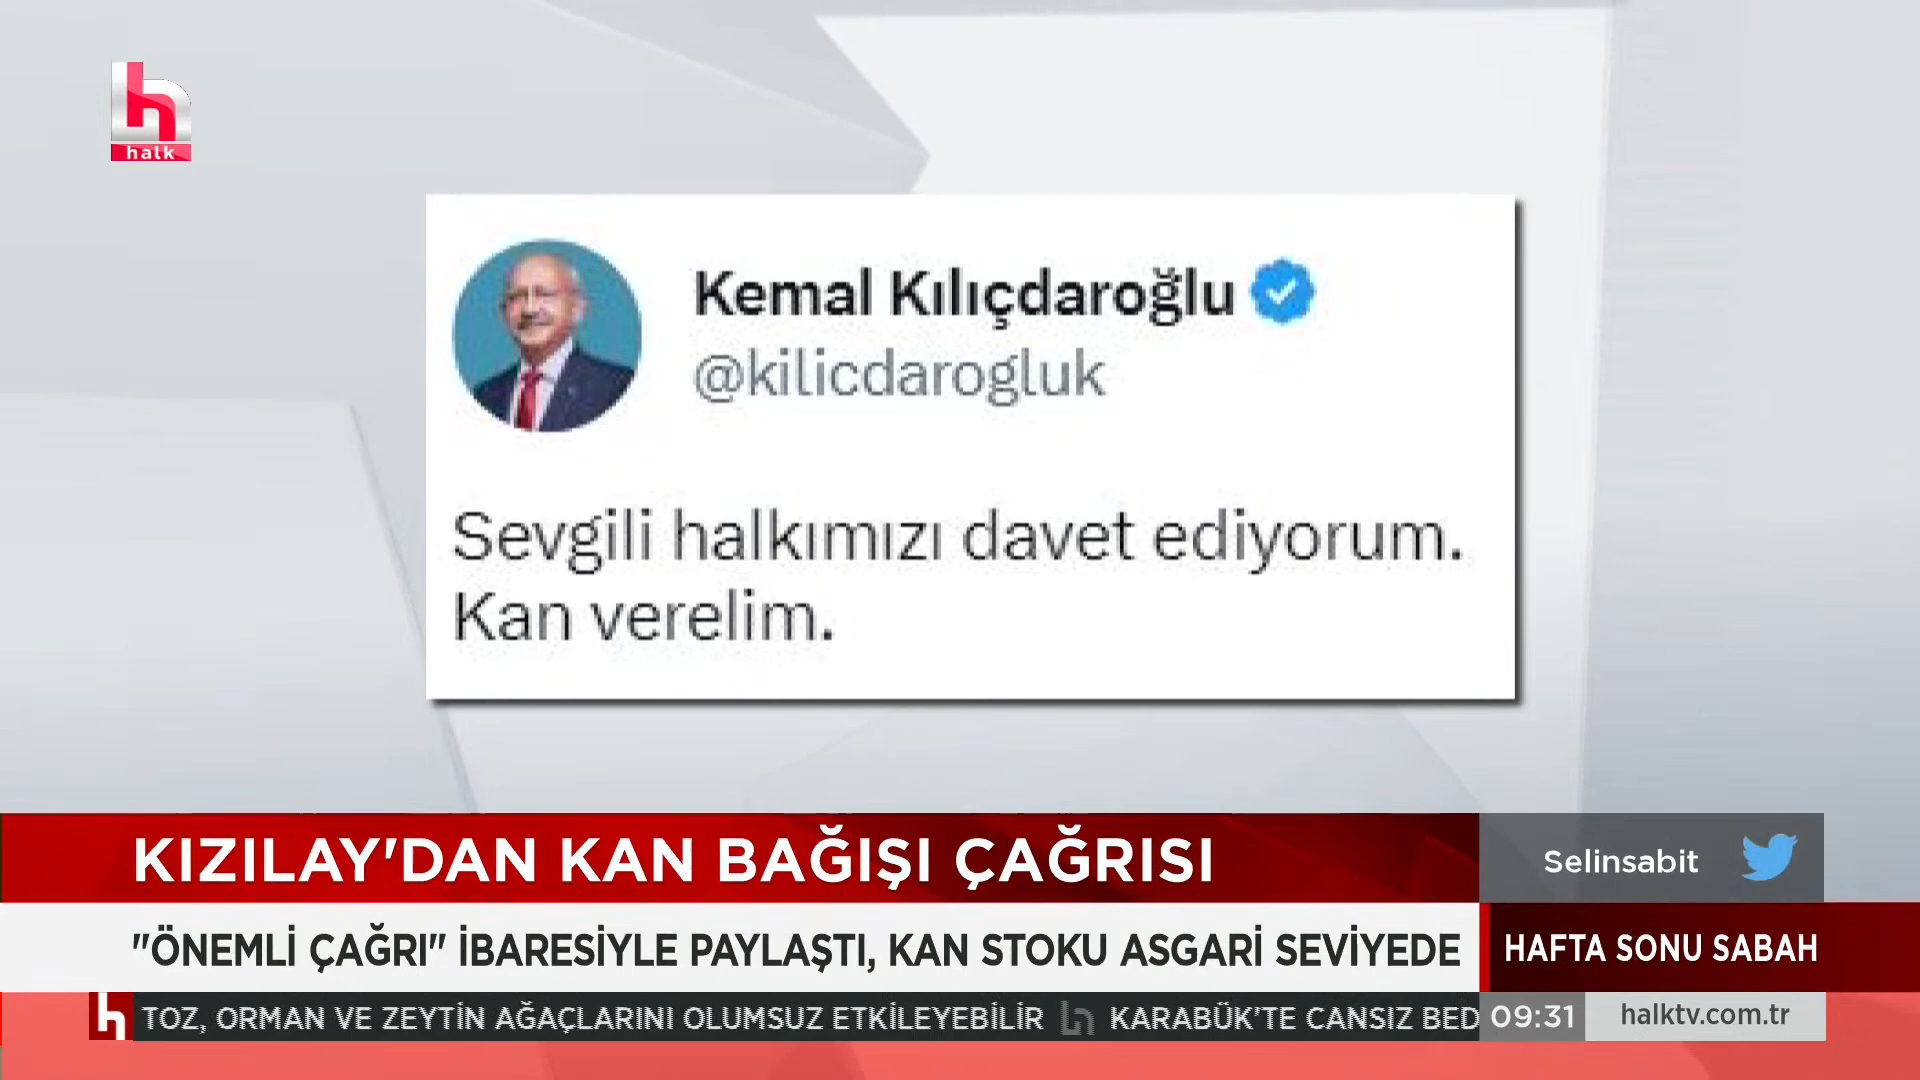 halk
Kemal Kılıçdaroğlu
@kilicdarogluk
Sevgili halkımızı davet ediyorum.
Kan verelim.
KIZILAY'DAN KAN BAĞIŞI ÇAĞRISI
Selinsabit
"ÖNEMLİ ÇAĞRI" İBARESİYLE PAYLAŞTI, KAN STOKU ASGARİ SEVİYEDE
HAFTA SONU SABAH
TOZ, ORMAN VE ZEYTİN AĞAÇLARINI OLUMSUZ ETKİLEYEBİLİR h KARABÜK'TE CANSIZ BED
09:31
halktv.com.tr